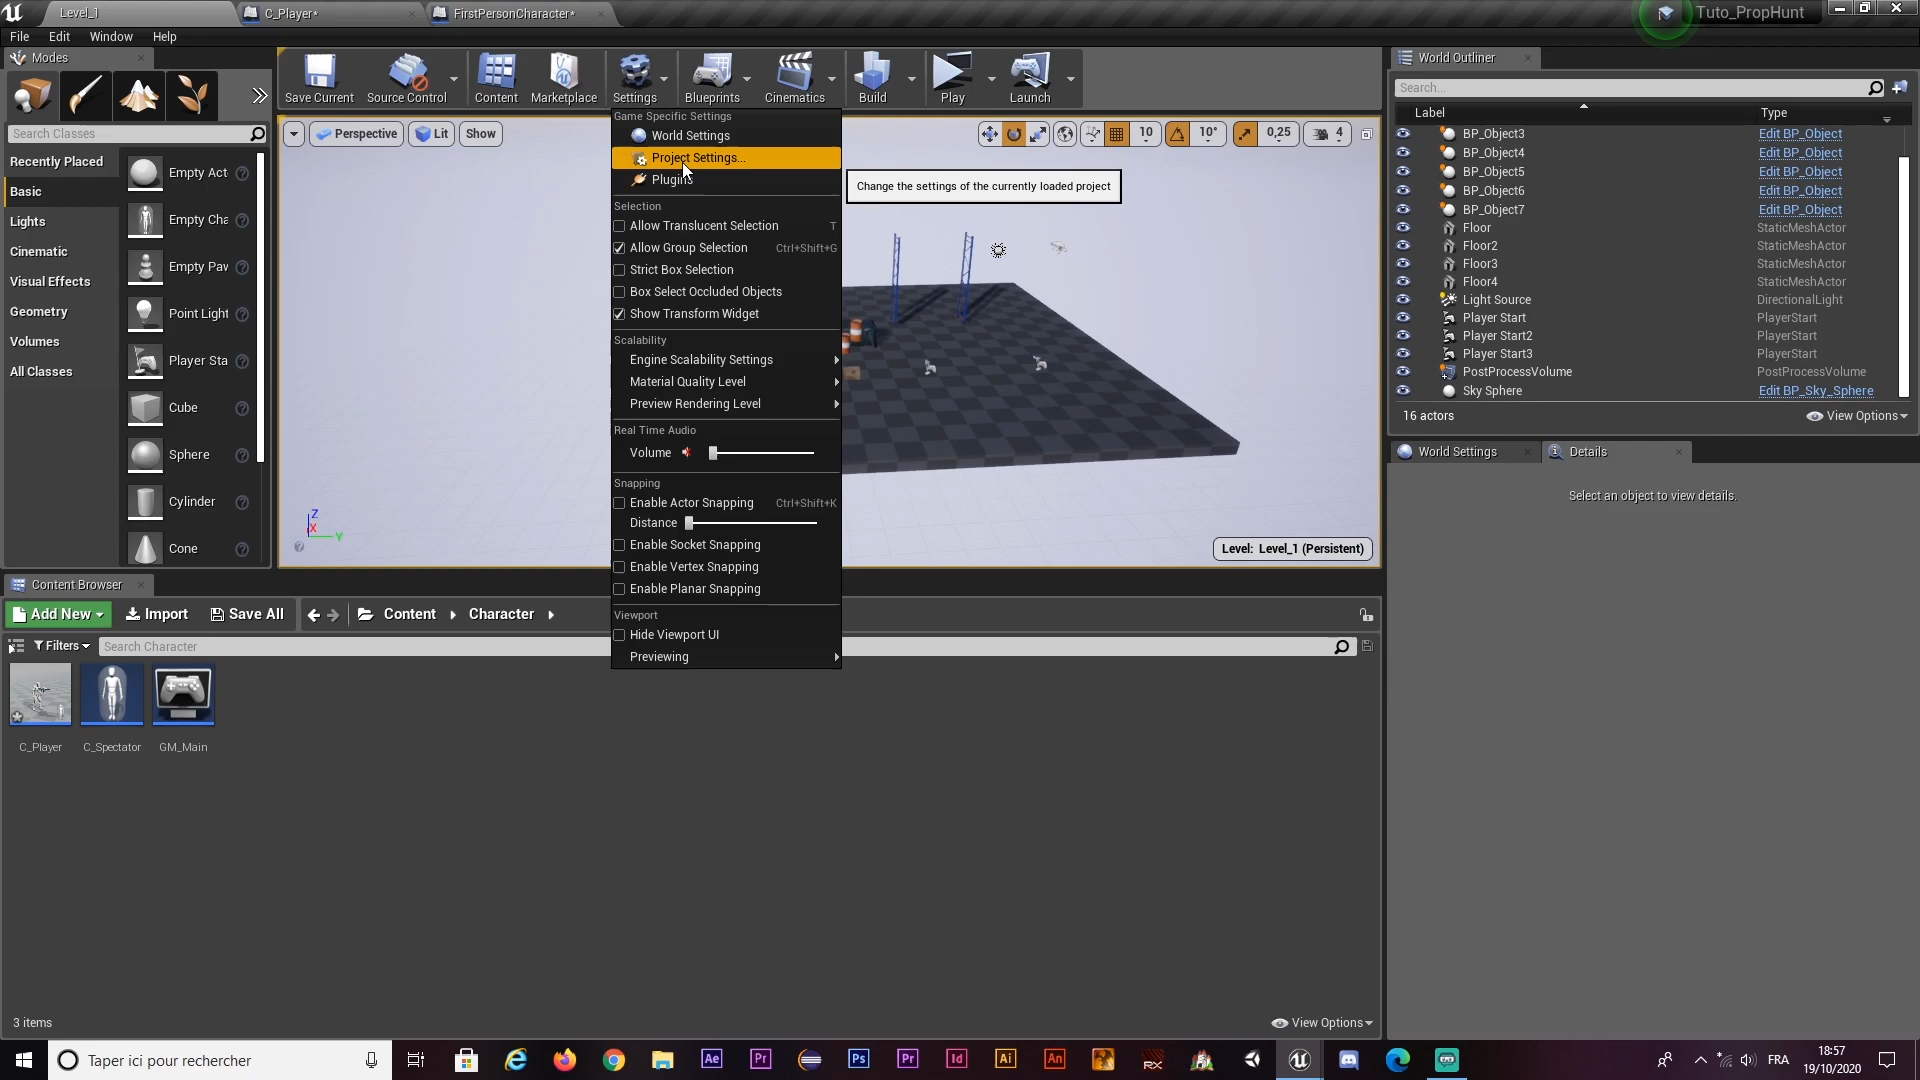 Level_1
C_Player*
FirstPersonCharacter*
Tuto_PropHunt
File
Edit
Window
Help
Modes
Search Classes
Recently Placed
Basic
Lights
Cinematic
Visual Effects
Geometry
Volumes
All Classes
Empty Act
Empty Cha
Empty Paw
Point Light
Player Sta
Cube
Sphere
Cylinder
Cone
Save Current
Source Control
Content
Marketplace
Settings
Blueprints
Cinematics
Build
Play
Launch
Perspective
Lit
Show
10
10°
0,25
4
Game Specific Settings
World Settings
Project Settings...
Plugins
Change the settings of the currently loaded project
Selection
Allow Translucent Selection T
Allow Group Selection Ctrl+Shift+G
Strict Box Selection
Box Select Occluded Objects
Show Transform Widget
Scalability
Engine Scalability Settings
Material Quality Level
Preview Rendering Level
Real Time Audio
Volume
Snapping
Enable Actor Snapping Ctrl+Shift+K
Distance
Enable Socket Snapping
Enable Vertex Snapping
Enable Planar Snapping
Viewport
Hide Viewport UI
Previewing
Z
X
Y
Level: Level_1 (Persistent)
World Outliner
Search...
Label Type
BP_Object3 Edit BP_Object
BP_Object4 Edit BP_Object
BP_Object5 Edit BP_Object
BP_Object6 Edit BP_Object
BP_Object7 Edit BP_Object
Floor StaticMeshActor
Floor2 StaticMeshActor
Floor3 StaticMeshActor
Floor4 StaticMeshActor
Light Source DirectionalLight
Player Start PlayerStart
Player Start2 PlayerStart
Player Start3 PlayerStart
PostProcessVolume PostProcessVolume
Sky Sphere Edit BP_Sky_Sphere
16 actors
View Options
World Settings
Details
Select an object to view details.
Content Browser
Add New
Import
Save All
Content
Character
Filters
Search Character
C_Player
C_Spectator
GM_Main
3 items
View Options
Taper ici pour rechercher
Ae
Pr
Ps
Pr
Id
Ai
An
RX
FRA
18:57
19/10/2020